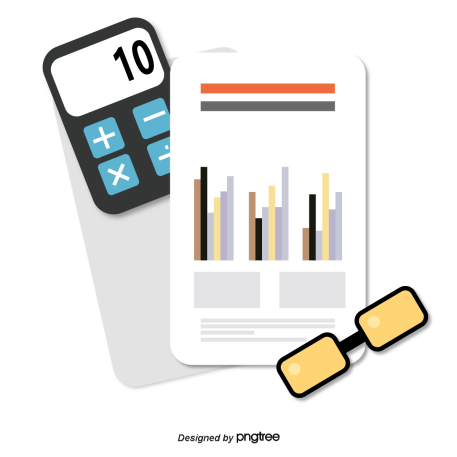 10
+ −
× ÷
Designed by pngtree